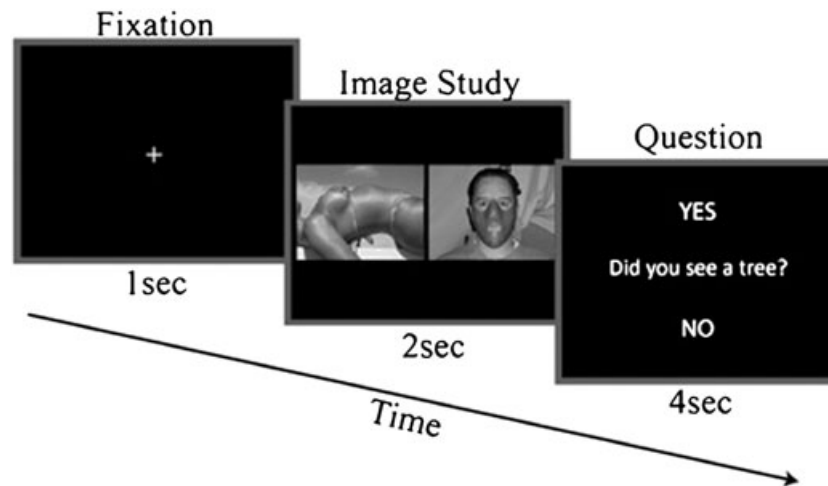 Fixation
Image Study
Question
YES
Did you see a tree?
NO
1sec
2sec
4sec
Time